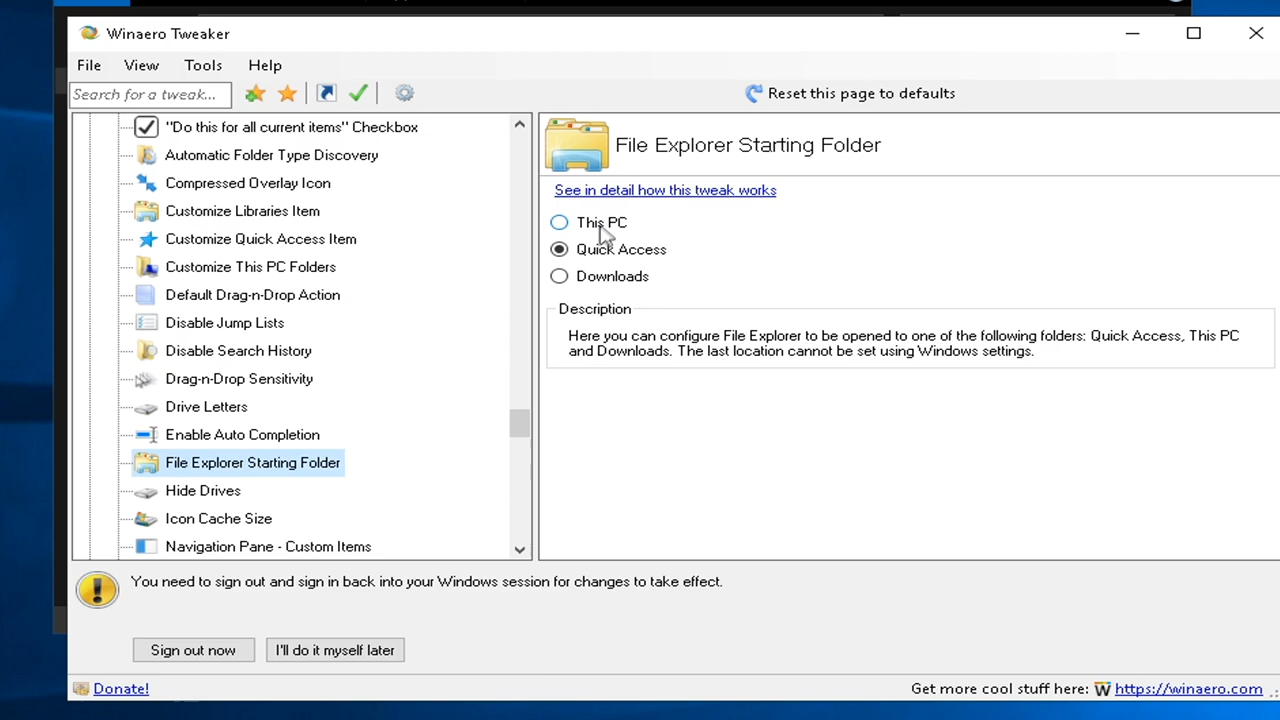 Winaero Tweaker
File View Tools Help
Search for a tweak...
Reset this page to defaults
"Do this for all current items" Checkbox
Automatic Folder Type Discovery
Compressed Overlay Icon
Customize Libraries Item
Customize Quick Access Item
Customize This PC Folders
Default Drag-n-Drop Action
Disable Jump Lists
Disable Search History
Drag-n-Drop Sensitivity
Drive Letters
Enable Auto Completion
File Explorer Starting Folder
Hide Drives
Icon Cache Size
Navigation Pane - Custom Items
File Explorer Starting Folder
See in detail how this tweak works
This PC
Quick Access
Downloads
Description
Here you can configure File Explorer to be opened to one of the following folders: Quick Access, This PC
and Downloads. The last location cannot be set using Windows settings.
You need to sign out and sign in back into your Windows session for changes to take effect.
Sign out now
I'll do it myself later
Donate!
Get more cool stuff here: W https://winaero.com